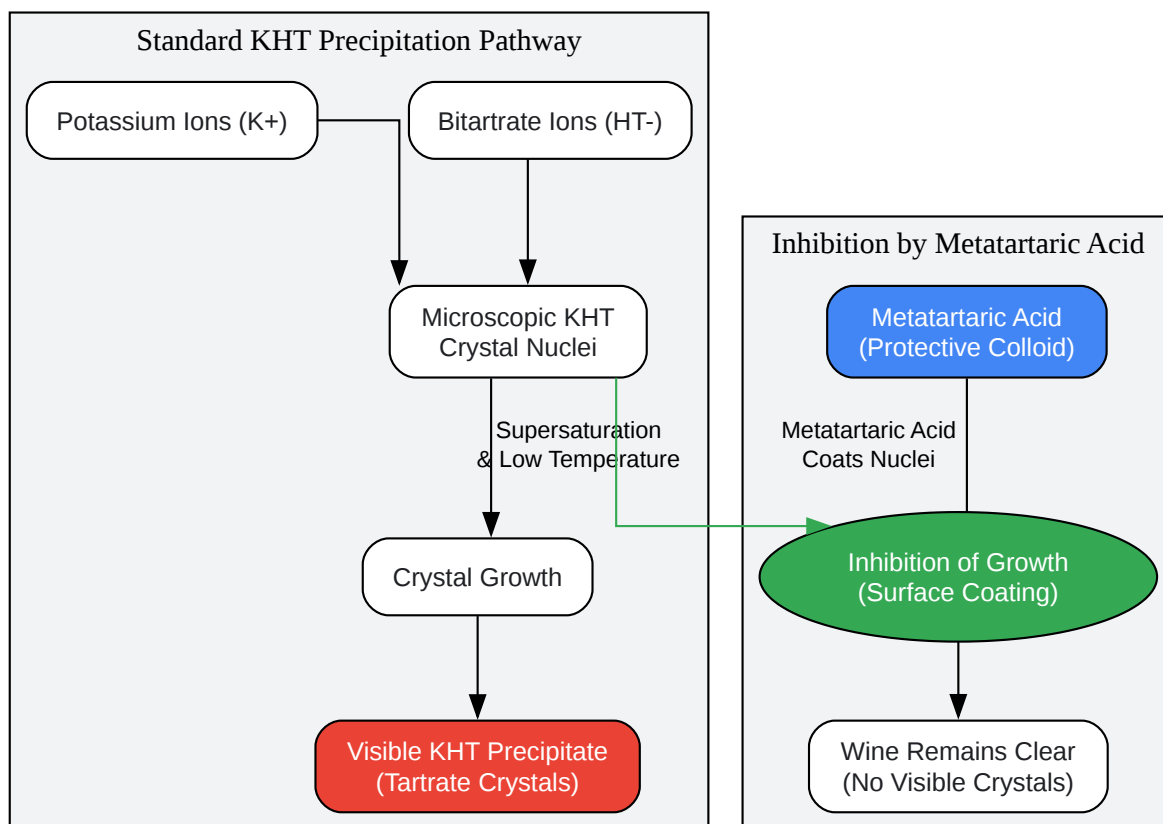 Standard KHT Precipitation Pathway
Potassium Ions (K+)
Bitartrate Ions (HT-)
Microscopic KHT
Crystal Nuclei
Supersaturation
& Low Temperature
Crystal Growth
Visible KHT Precipitate
(Tartrate Crystals)
Inhibition by Metatartaric Acid
Metatartaric Acid
(Protective Colloid)
Metatartaric Acid
Coats Nuclei
Inhibition of Growth
(Surface Coating)
Wine Remains Clear
(No Visible Crystals)